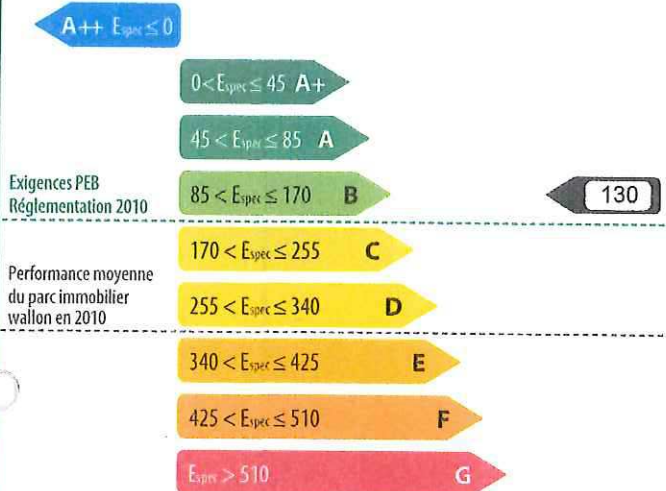 A++ Espec ≤ 0
0 < Espec ≤ 45 A+
45 < Espec ≤ 85 A
Exigences PEB
Réglementation 2010
85 < Espec ≤ 170 B
130
170 < Espec ≤ 255 C
Performance moyenne
du parc immobilier
wallon en 2010
255 < Espec ≤ 340 D
340 < Espec ≤ 425 E
425 < Espec ≤ 510 F
Espec > 510 G